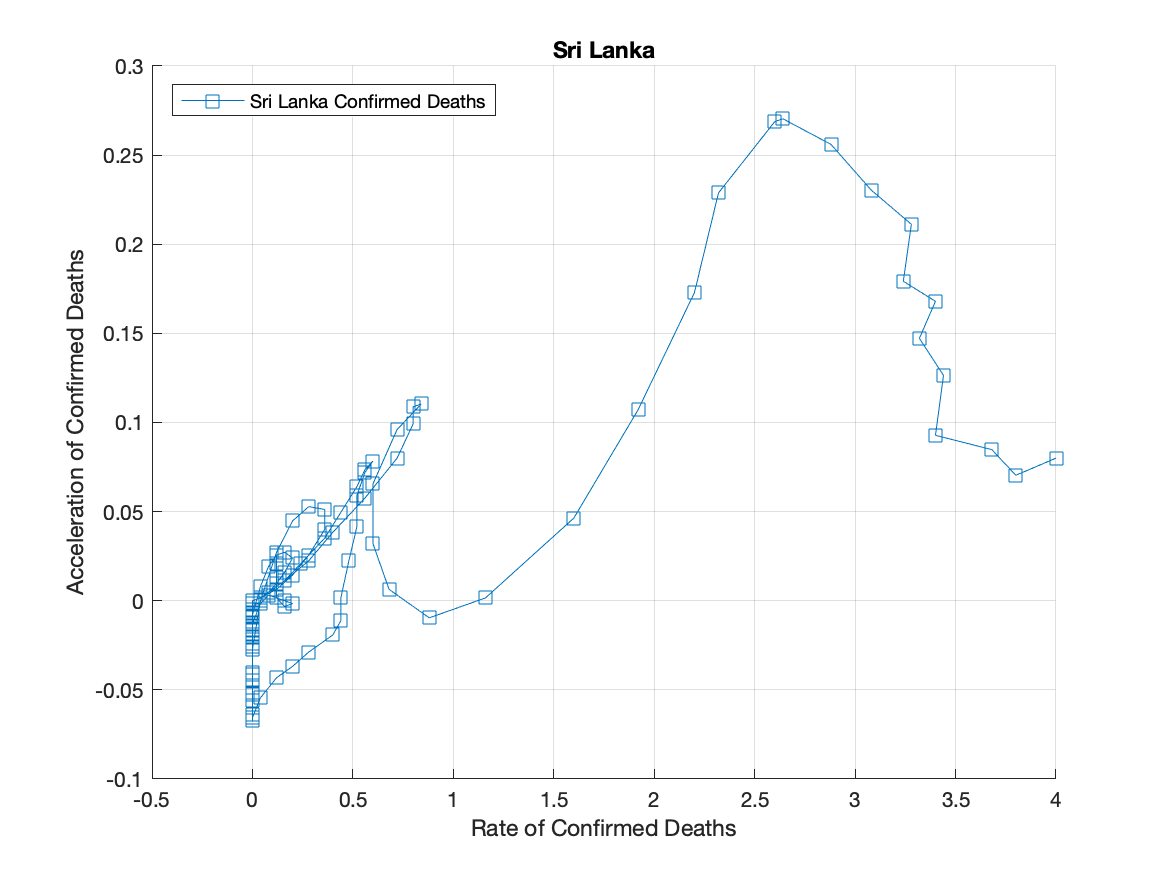 Sri Lanka
Sri Lanka Confirmed Deaths
0.3
0.25
0.2
0.15
0.1
0.05
0
-0.05
-0.1
Acceleration of Confirmed Deaths
-0.5 0 0.5 1 1.5 2 2.5 3 3.5 4
Rate of Confirmed Deaths